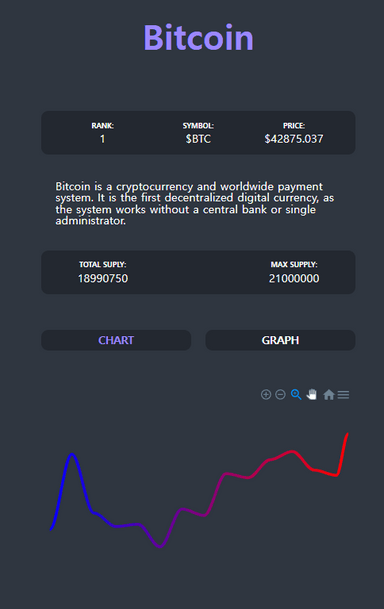 Bitcoin
RANK: SYMBOL: PRICE:
1 $BTC $42875.037
Bitcoin is a cryptocurrency and worldwide payment
system. It is the first decentralized digital currency, as
the system works without a central bank or single
administrator.
TOTAL SUPLY: MAX SUPPLY:
18990750 21000000
CHART GRAPH